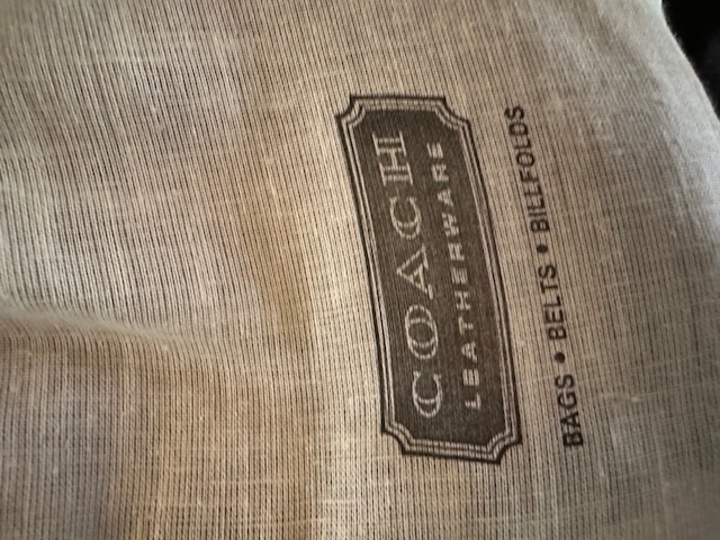 COACH
LEATHERWARE
BAGS • BELTS • BILLFOLDS